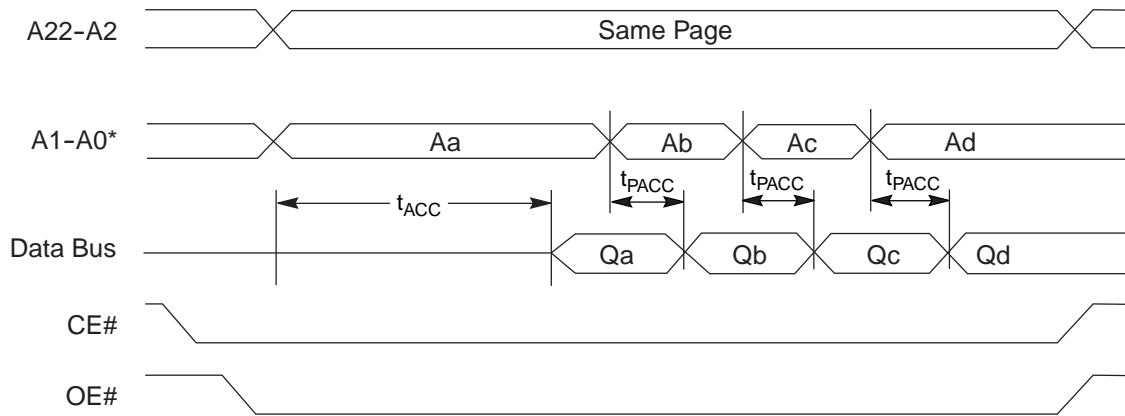 A22-A2 Same Page
A1-A0* Aa Ab Ac Ad
tACC tPACC tPACC tPACC
Data Bus Qa Qb Qc Qd
CE#
OE#